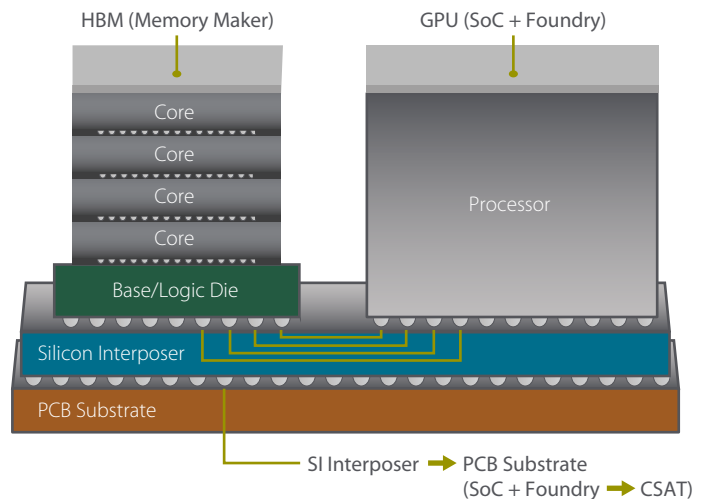 HBM (Memory Maker)
GPU (SoC + Foundry)
Core
Core
Core
Core
Processor
Base/Logic Die
Silicon Interposer
PCB Substrate
SI Interposer → PCB Substrate
(SoC + Foundry → CSAT)